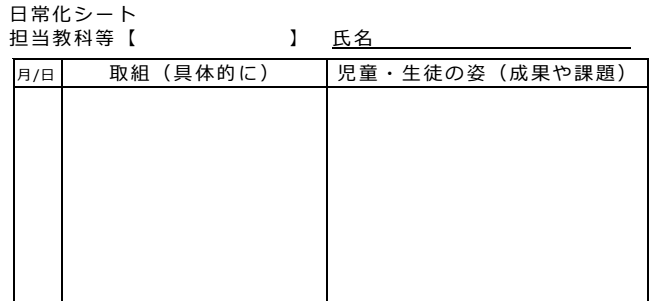 日常化シート
担当教科等【　　　　　　　　】　氏名
月/日　取組（具体的に）　児童・生徒の姿（成果や課題）